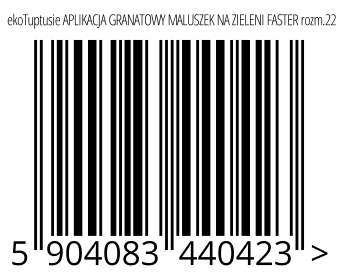 ekoTuptusie APLIKACJA GRANATOWY MALUSZEK NA ZIELENI FASTER rozm.22
5 904083 440423 >